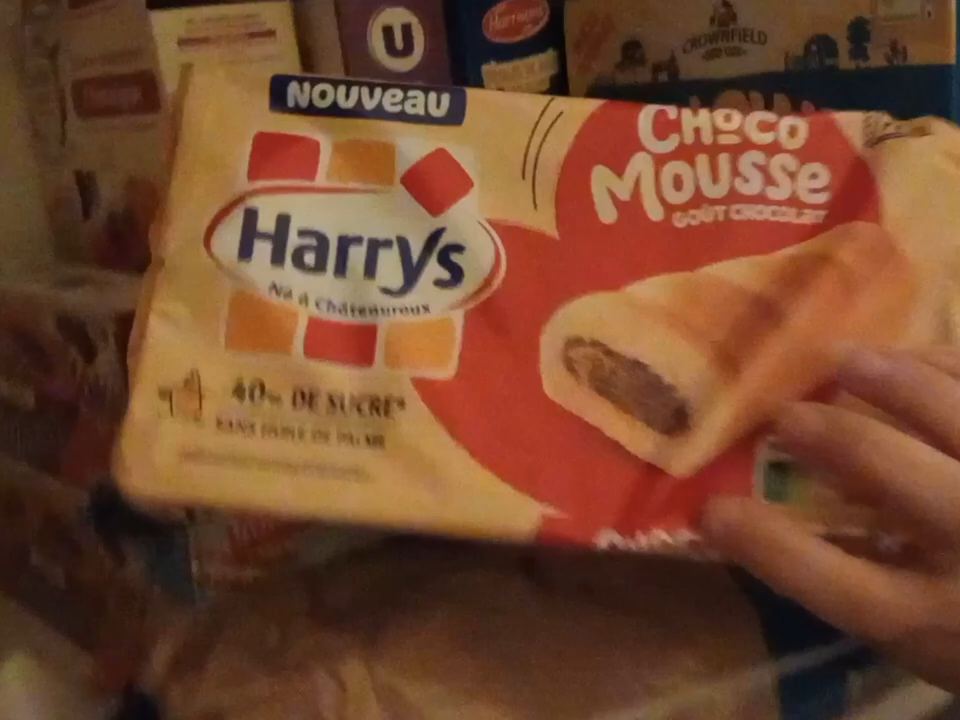 U
CROWNFIELD
NOUVEAU
CHOCO
MOUSSE
GOÛT CHOCOLAT
Harrys
Né à Châteauroux
40% DE SUCRE*
SANS HUILE DE PALME